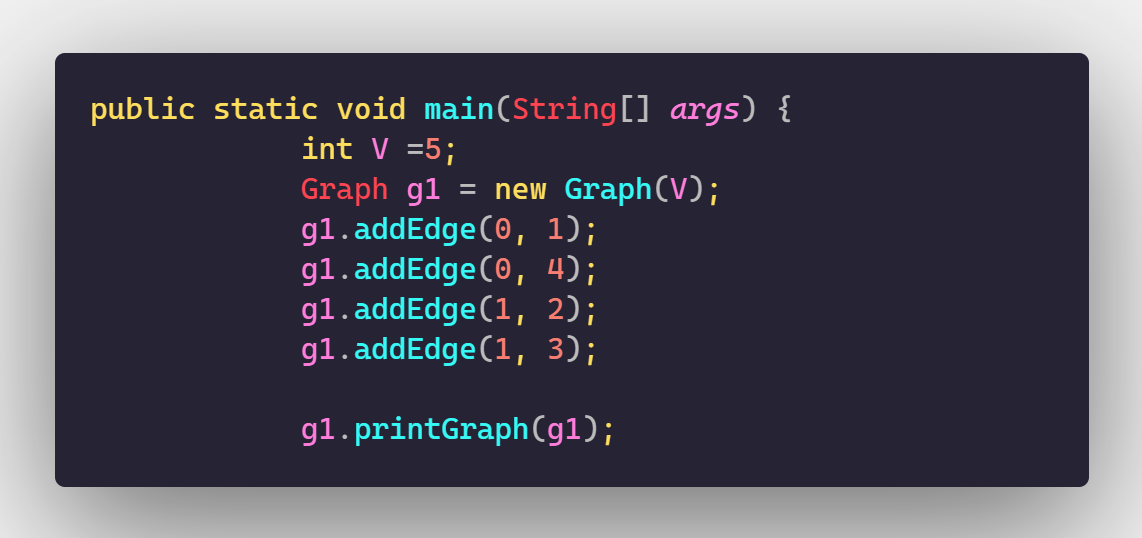 public static void main(String[] args) {
int V =5;
Graph g1 = new Graph(V);
g1.addEdge(0, 1);
g1.addEdge(0, 4);
g1.addEdge(1, 2);
g1.addEdge(1, 3);
g1.printGraph(g1);